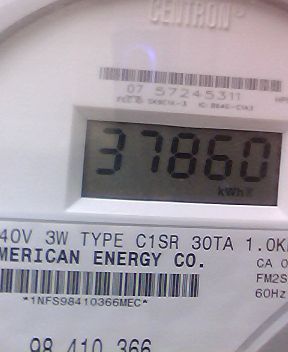 CENTRON®
07 57245311
37860
kWh
40V 3W TYPE C1SR 30TA 1.0K
MERICAN ENERGY CO.
CA 0
FM2S
*1NFS98410366MEC*
60Hz
98 410 366